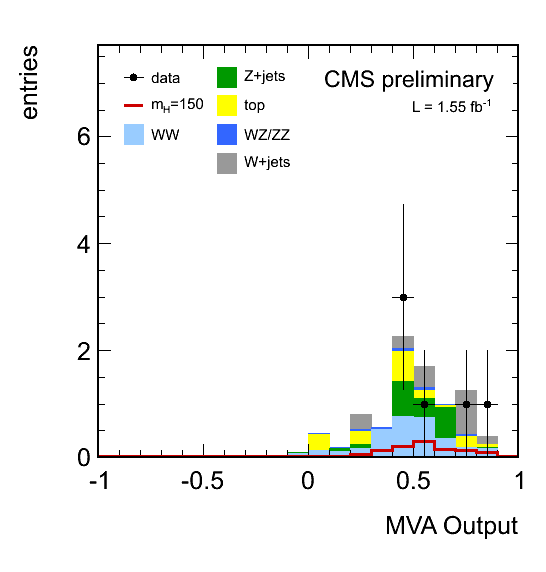 entries
CMS preliminary
L = 1.55 fb⁻¹
data
m_H=150
WW
Z+jets
top
WZ/ZZ
W+jets
6
4
2
0
-1
-0.5
0
0.5
1
MVA Output